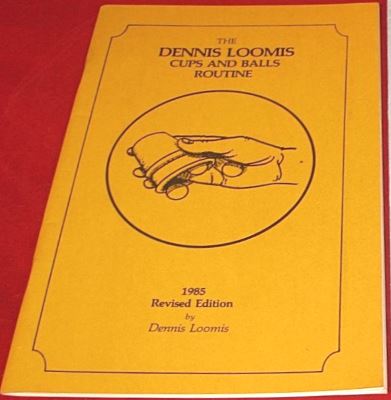 THE
DENNIS LOOMIS
CUPS AND BALLS
ROUTINE
1985
Revised Edition
by
Dennis Loomis